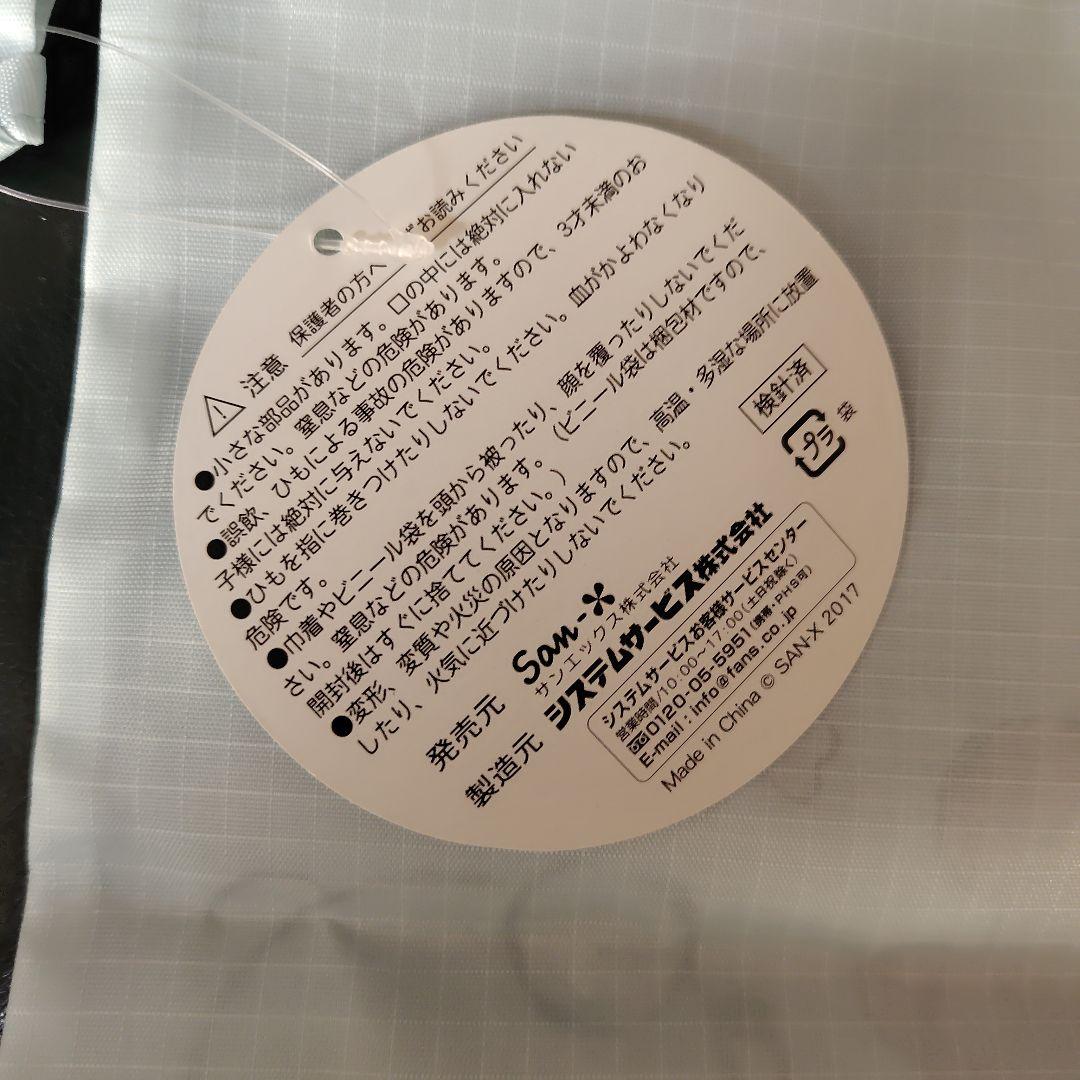 注意 保護者の方へ お読みください
●小さな部品があります。口の中には絶対に入れない
でください。窒息などの危険があります。
●誤飲、ひもによる事故の危険がありますので、3才未満のお
子様には絶対に与えないでください。
●ひもを指に巻きつけたりしないでください。血がかよわなくなり
危険です。
●巾着やビニール袋を頭から被ったり、顔を覆ったりしないでくだ
さい。窒息などの危険があります。(ビニール袋は梱包材ですので、
開封後はすぐに捨ててください。)
●変形、変質や火災の原因となりますので、高温・多湿な場所に放置
したり、火気に近づけたりしないでください。
検針済
プラ 袋
発売元 San-X
サンエックス株式会社
製造元 システムサービス株式会社
システムサービスお客様サービスセンター
営業時間/10:00~17:00(土日祝除く)
0120-05-5951(携帯・PHS可)
E-mail:info@fans.co.jp
Made in China © SAN-X 2017